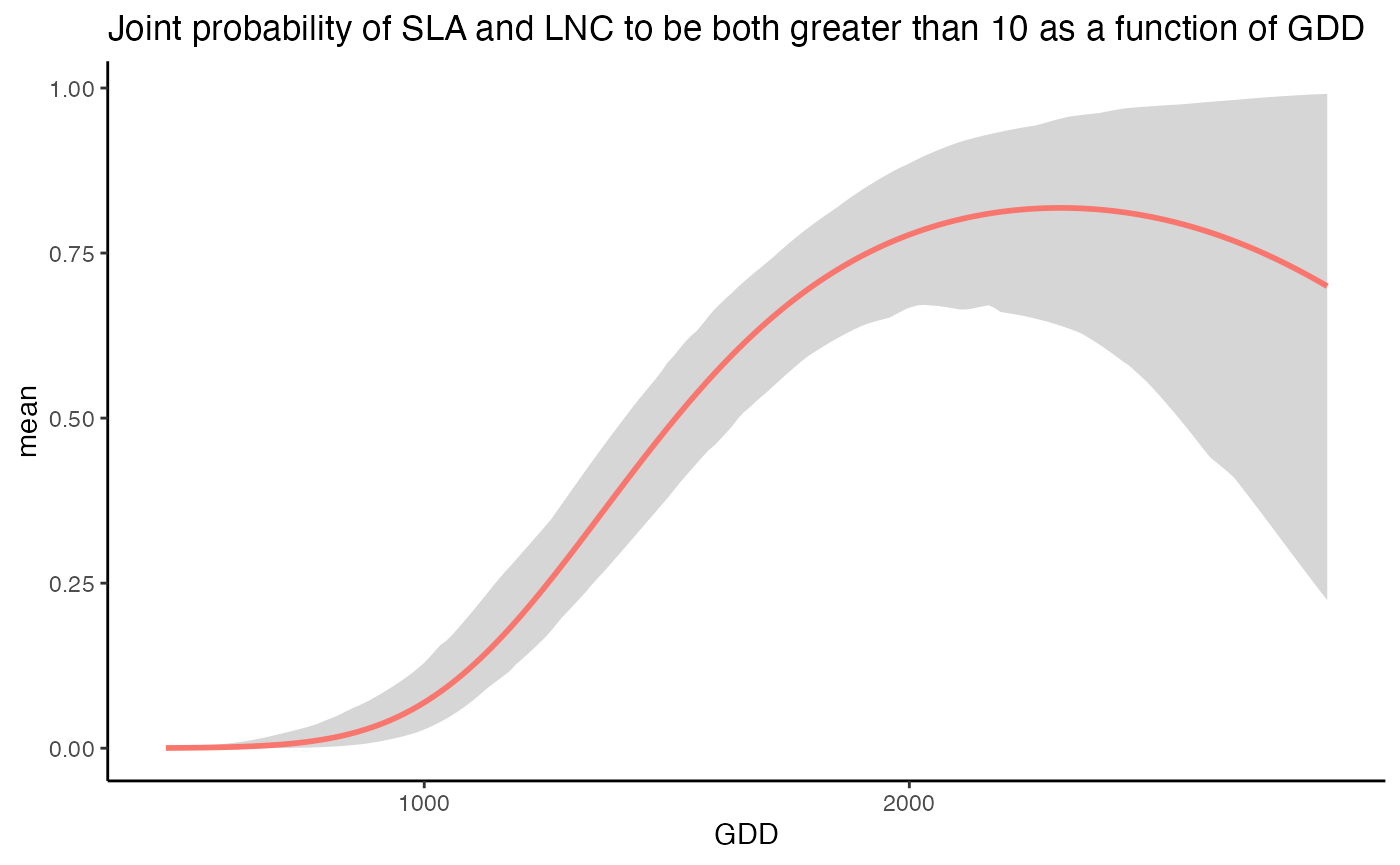 Joint probability of SLA and LNC to be both greater than 10 as a function of GDD
1.00
0.75
0.50
0.25
0.00
mean
1000
2000
GDD